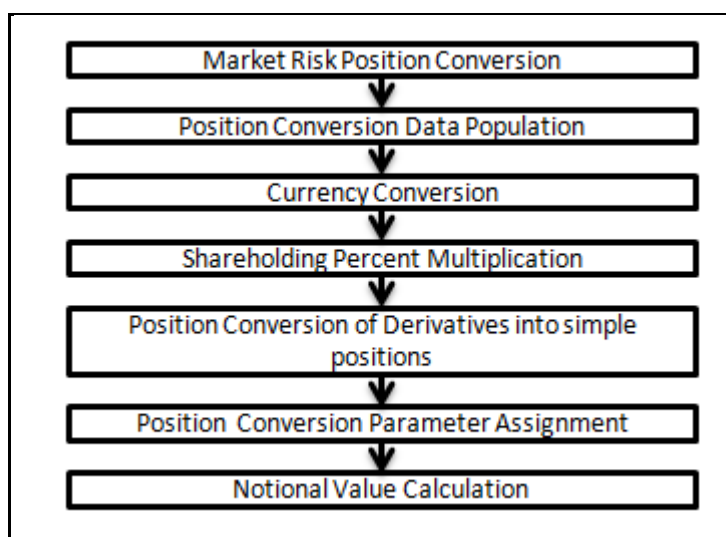 Market Risk Position Conversion
Position Conversion Data Population
Currency Conversion
Shareholding Percent Multiplication
Position Conversion of Derivatives into simple
positions
Position Conversion Parameter Assignment
Notional Value Calculation